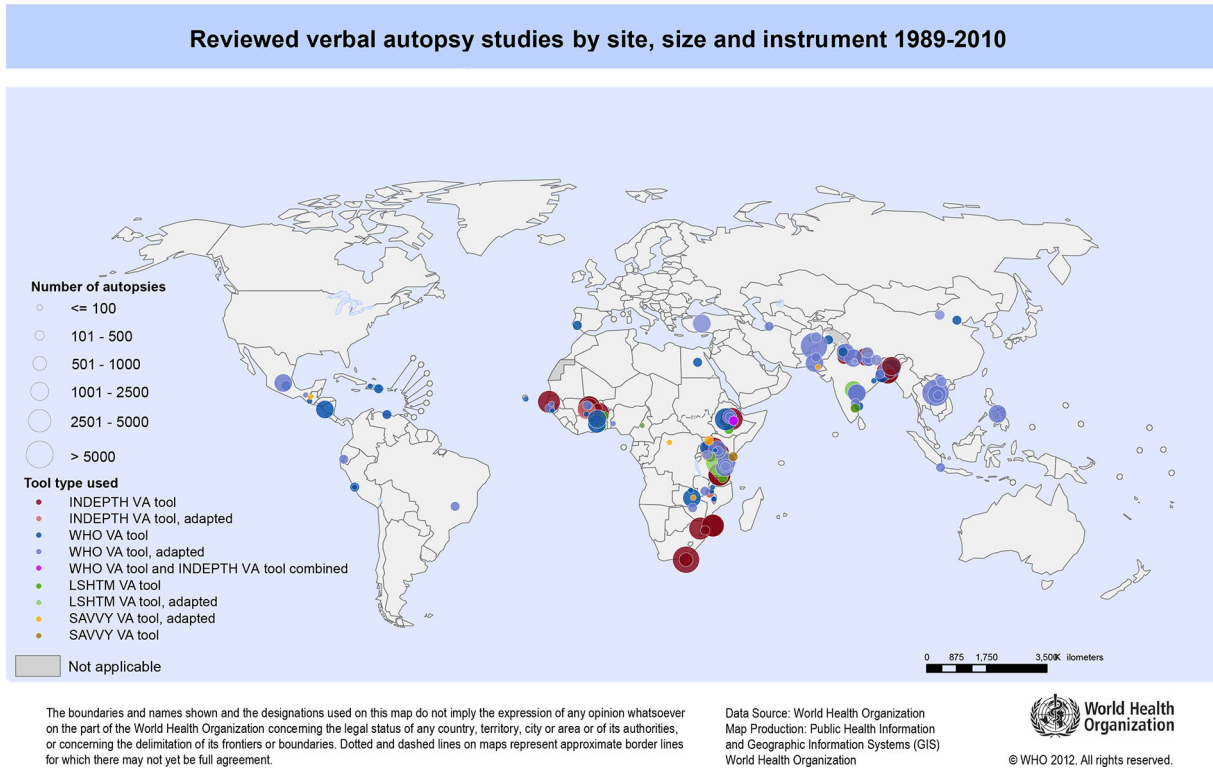 Reviewed verbal autopsy studies by site, size and instrument 1989-2010
Number of autopsies
<= 100
101 - 500
501 - 1000
1001 - 2500
2501 - 5000
> 5000
Tool type used
INDEPTH VA tool
INDEPTH VA tool, adapted
WHO VA tool
WHO VA tool, adapted
WHO VA tool and INDEPTH VA tool combined
LSHTM VA tool
LSHTM VA tool, adapted
SAVVY VA tool, adapted
SAVVY VA tool
Not applicable
0 875 1,750 3,500 Kilometers
The boundaries and names shown and the designations used on this map do not imply the expression of any opinion whatsoever
on the part of the World Health Organization concerning the legal status of any country, territory, city or area or of its authorities,
or concerning the delimitation of its frontiers or boundaries. Dotted and dashed lines on maps represent approximate border lines
for which there may not yet be full agreement.
Data Source: World Health Organization
Map Production: Public Health Information
and Geographic Information Systems (GIS)
World Health Organization
World Health
Organization
© WHO 2012. All rights reserved.